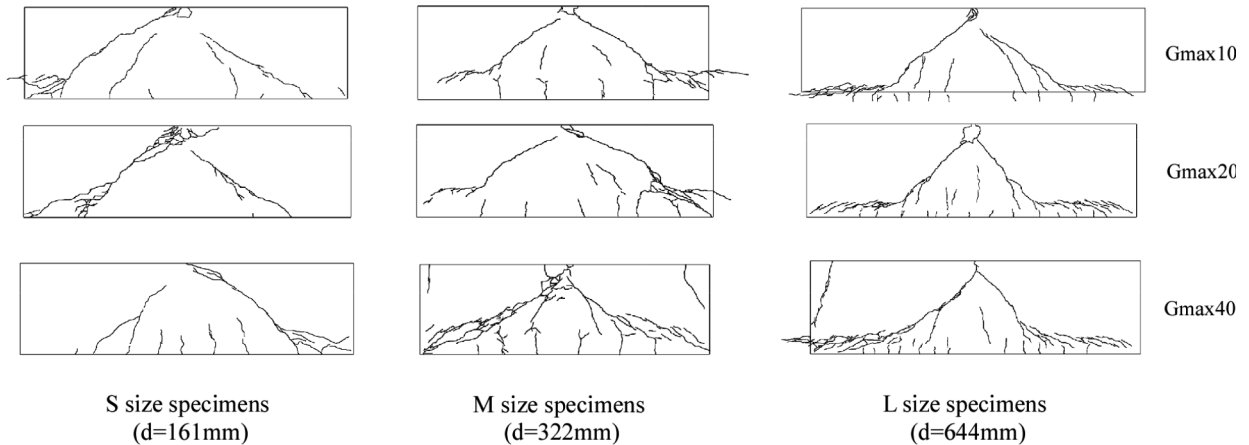 Gmax10
Gmax20
Gmax40
S size specimens
(d=161mm)
M size specimens
(d=322mm)
L size specimens
(d=644mm)